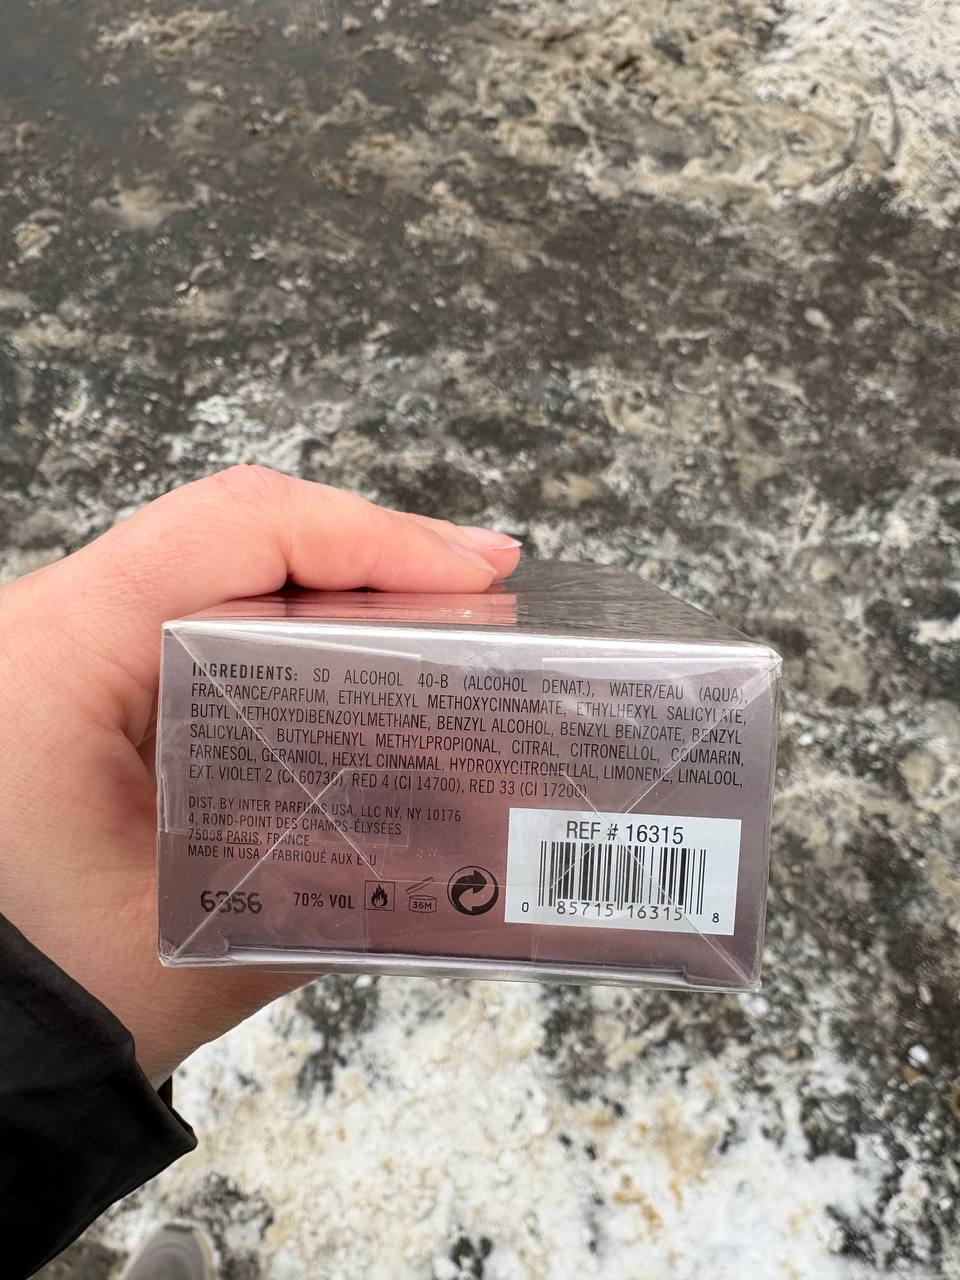 INGREDIENTS: SD ALCOHOL 40-B (ALCOHOL DENAT.), WATER/EAU (AQUA),
FRAGRANCE/PARFUM, ETHYLHEXYL METHOXYCINNAMATE, ETHYLHEXYL SALICYLATE,
BUTYL METHOXYDIBENZOYLMETHANE, BENZYL ALCOHOL, BENZYL BENZOATE, BENZYL
SALICYLATE, BUTYLPHENYL METHYLPROPIONAL, CITRAL, CITRONELLOL, COUMARIN,
FARNESOL, GERANIOL, HEXYL CINNAMAL, HYDROXYCITRONELLAL, LIMONENE, LINALOOL,
EXT. VIOLET 2 (CI 60730), RED 4 (CI 14700), RED 33 (CI 17200)
DIST. BY INTER PARFUMS USA, LLC NY, NY 10176
4, ROND-POINT DES CHAMPS-ÉLYSÉES
75008 PARIS, FRANCE
MADE IN USA / FABRIQUÉ AUX E-U
6356
70% VOL
36M
REF # 16315
0 85715 16315 8